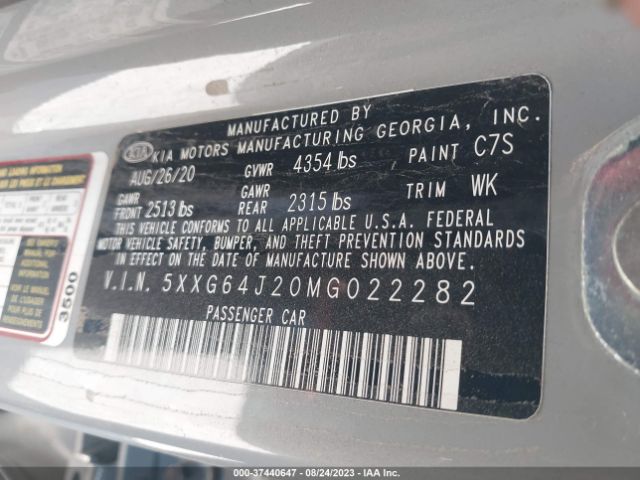 MANUFACTURED BY
KIA KIA MOTORS MANUFACTURING GEORGIA, INC.
AUG/26/20 GVWR 4354 lbs PAINT C7S
GAWR FRONT 2513 lbs GAWR REAR 2315 lbs TRIM WK
THIS VEHICLE CONFORMS TO ALL APPLICABLE U.S.A. FEDERAL
MOTOR VEHICLE SAFETY, BUMPER, AND THEFT PREVENTION STANDARDS
IN EFFECT ON THE DATE OF MANUFACTURE SHOWN ABOVE.
V.I.N. 5XXG64J20MG022282
PASSENGER CAR
3500
000-37440647 // 08/24/2023 // IAA Inc.